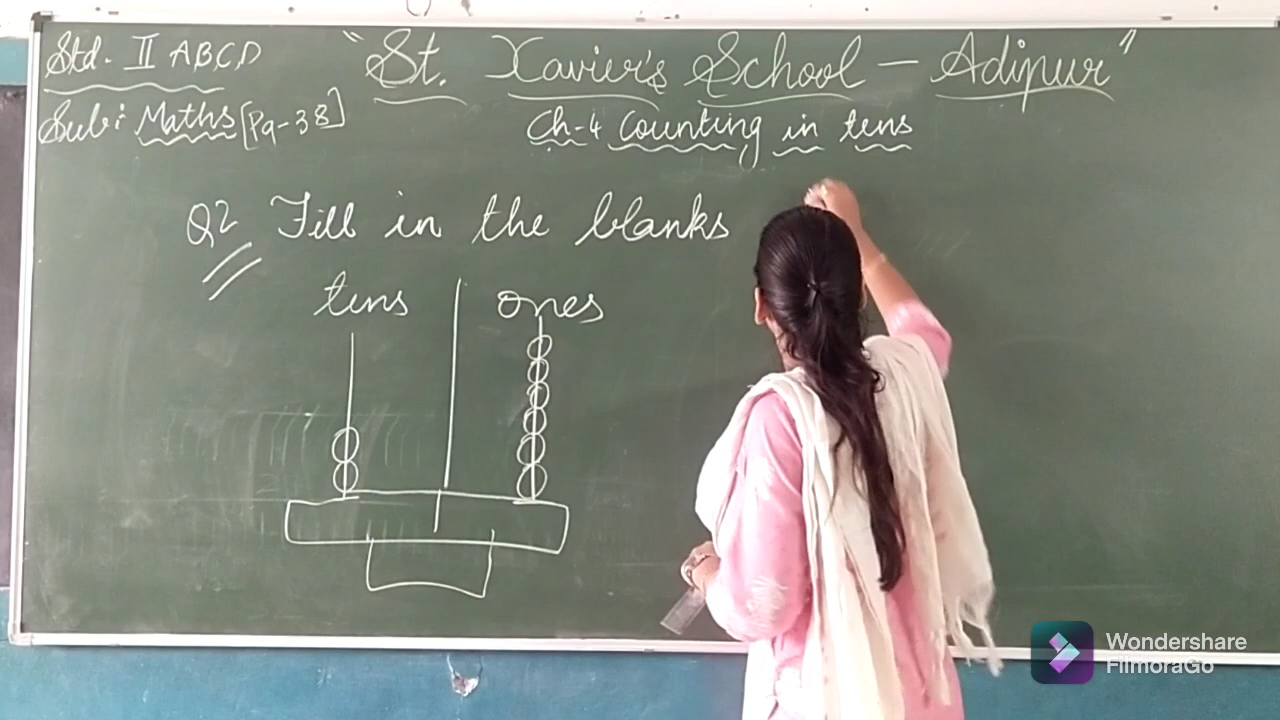 Std. II ABCD
"St. Xavier's School – Adipur"
Sub: Maths [Pg-38]
Ch-4 Counting in tens
Q2 Fill in the blanks
tens ones
Wondershare
FilmoraGo